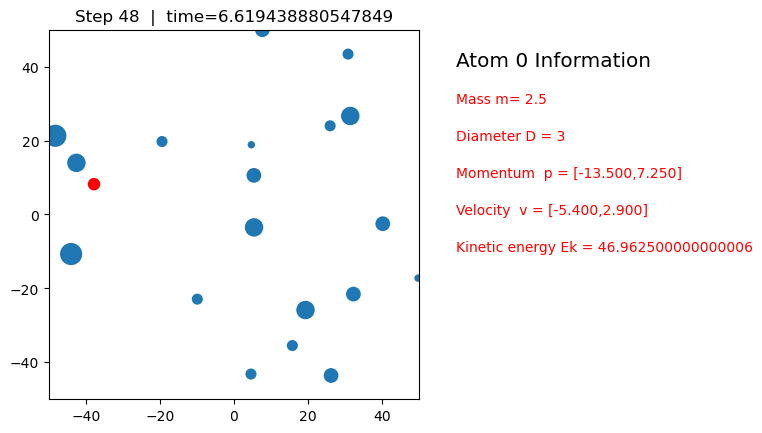 Step 48 | time=6.619438880547849
Atom 0 Information
Mass m= 2.5
Diameter D = 3
Momentum p = [-13.500,7.250]
Velocity v = [-5.400,2.900]
Kinetic energy Ek = 46.962500000000006
40
20
0
−20
−40
−40 −20 0 20 40